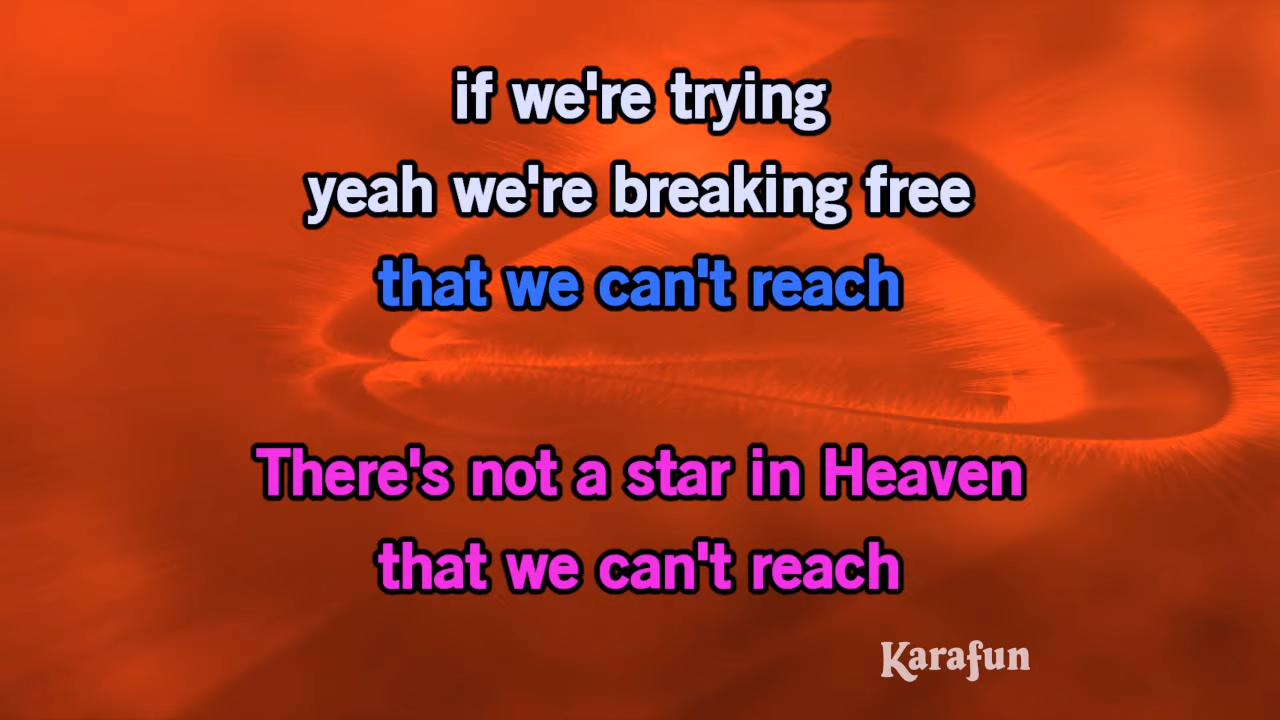 if we're trying
yeah we're breaking free
that we can't reach
There's not a star in Heaven
that we can't reach
Karafun